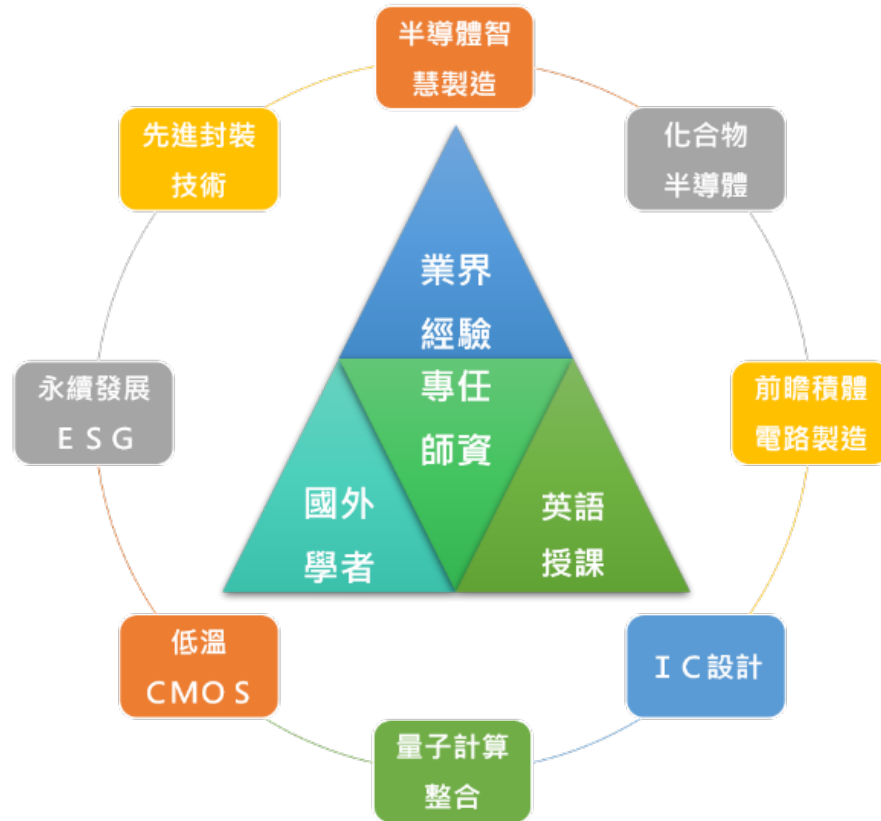 半導體智
慧製造
化合物
半導體
前瞻積體
電路製造
ＩＣ設計
量子計算
整合
低溫
CMOＳ
永續發展
ＥＳＧ
先進封裝
技術
業界
經驗
專任
師資
國外
學者
英語
授課